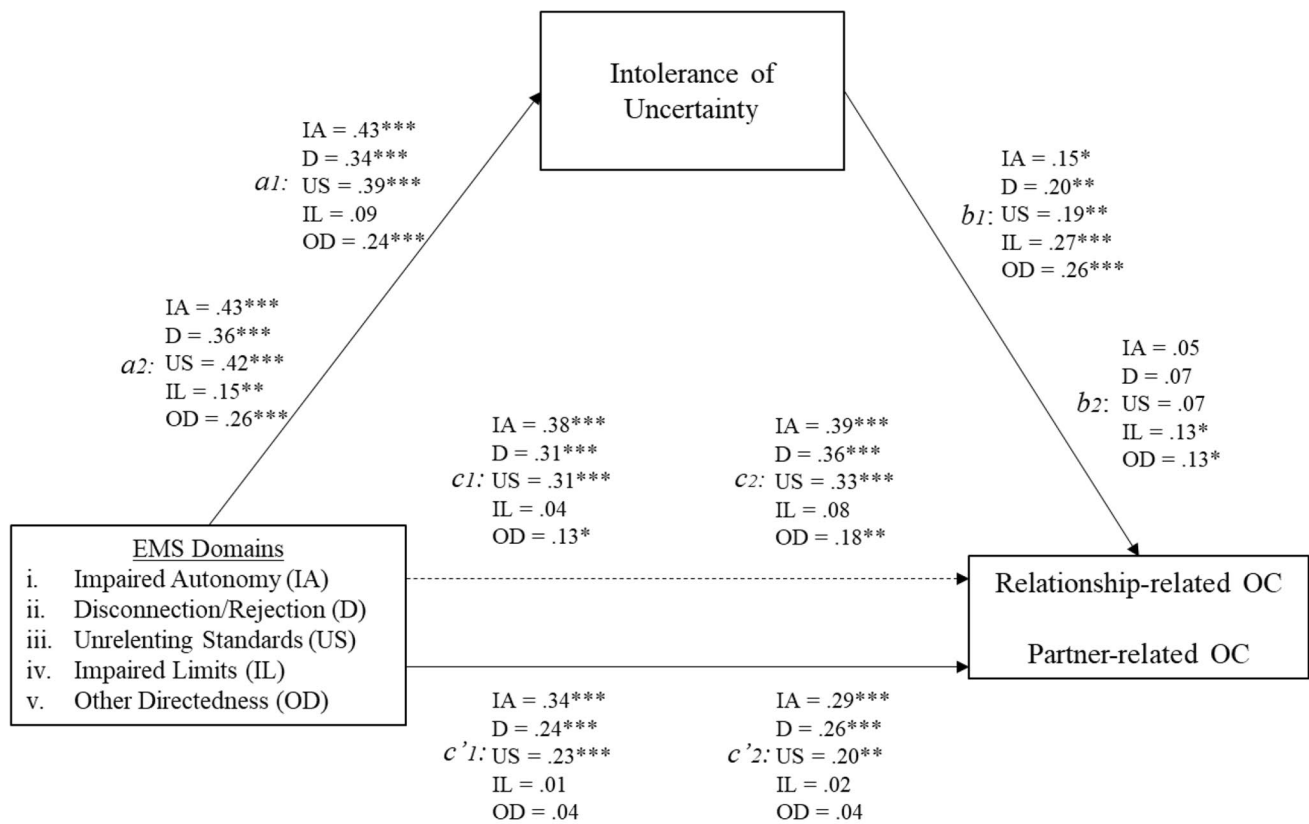 Intolerance of
Uncertainty
a1:
IA = .43***
D = .34***
US = .39***
IL = .09
OD = .24***
b1:
IA = .15*
D = .20**
US = .19**
IL = .27***
OD = .26***
a2:
IA = .43***
D = .36***
US = .42***
IL = .15**
OD = .26***
b2:
IA = .05
D = .07
US = .07
IL = .13*
OD = .13*
c1:
IA = .38***
D = .31***
US = .31***
IL = .04
OD = .13*
c2:
IA = .39***
D = .36***
US = .33***
IL = .08
OD = .18**
EMS Domains
i. Impaired Autonomy (IA)
ii. Disconnection/Rejection (D)
iii. Unrelenting Standards (US)
iv. Impaired Limits (IL)
v. Other Directedness (OD)
Relationship-related OC
Partner-related OC
c’1:
IA = .34***
D = .24***
US = .23***
IL = .01
OD = .04
c’2:
IA = .29***
D = .26***
US = .20**
IL = .02
OD = .04